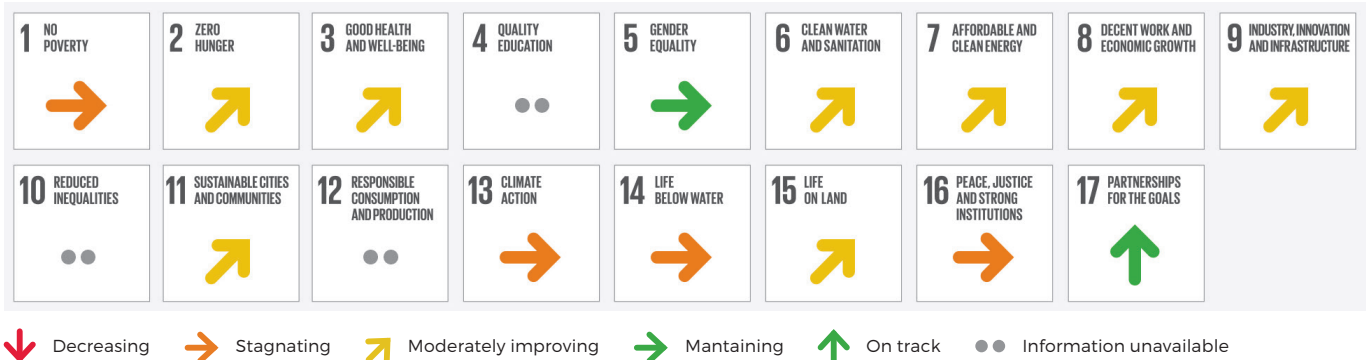 1 NO POVERTY
2 ZERO HUNGER
3 GOOD HEALTH AND WELL-BEING
4 QUALITY EDUCATION
5 GENDER EQUALITY
6 CLEAN WATER AND SANITATION
7 AFFORDABLE AND CLEAN ENERGY
8 DECENT WORK AND ECONOMIC GROWTH
9 INDUSTRY, INNOVATION AND INFRASTRUCTURE
10 REDUCED INEQUALITIES
11 SUSTAINABLE CITIES AND COMMUNITIES
12 RESPONSIBLE CONSUMPTION AND PRODUCTION
13 CLIMATE ACTION
14 LIFE BELOW WATER
15 LIFE ON LAND
16 PEACE, JUSTICE AND STRONG INSTITUTIONS
17 PARTNERSHIPS FOR THE GOALS
Decreasing
Stagnating
Moderately improving
Mantaining
On track
Information unavailable